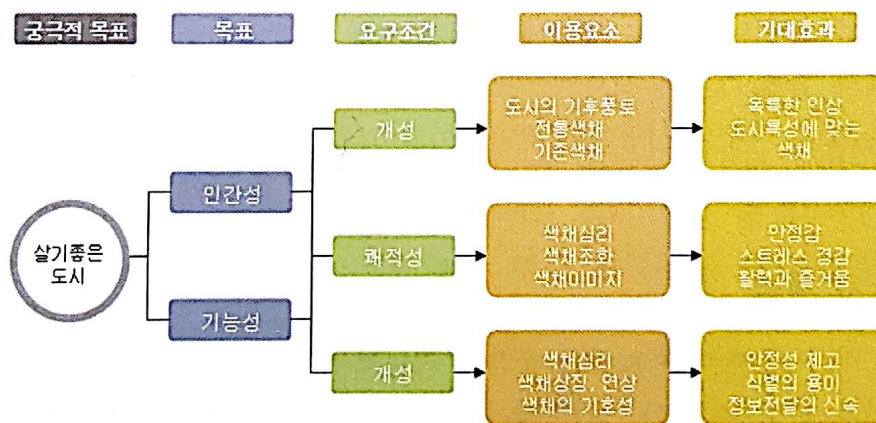 궁극적 목표
목표
요구조건
이용요소
기대효과
살기좋은
도시
인간성
기능성
개성
도시의 기후풍토
전통색채
기존색채
독특한 인상
도시특성에 맞는
색채
쾌적성
색채심리
색채조화
색채이미지
안정감
스트레스 경감
활력과 즐거움
개성
색채심리
색채상징, 연상
색채의 기호성
안정성 제고
식별의 용이
정보전달의 신속